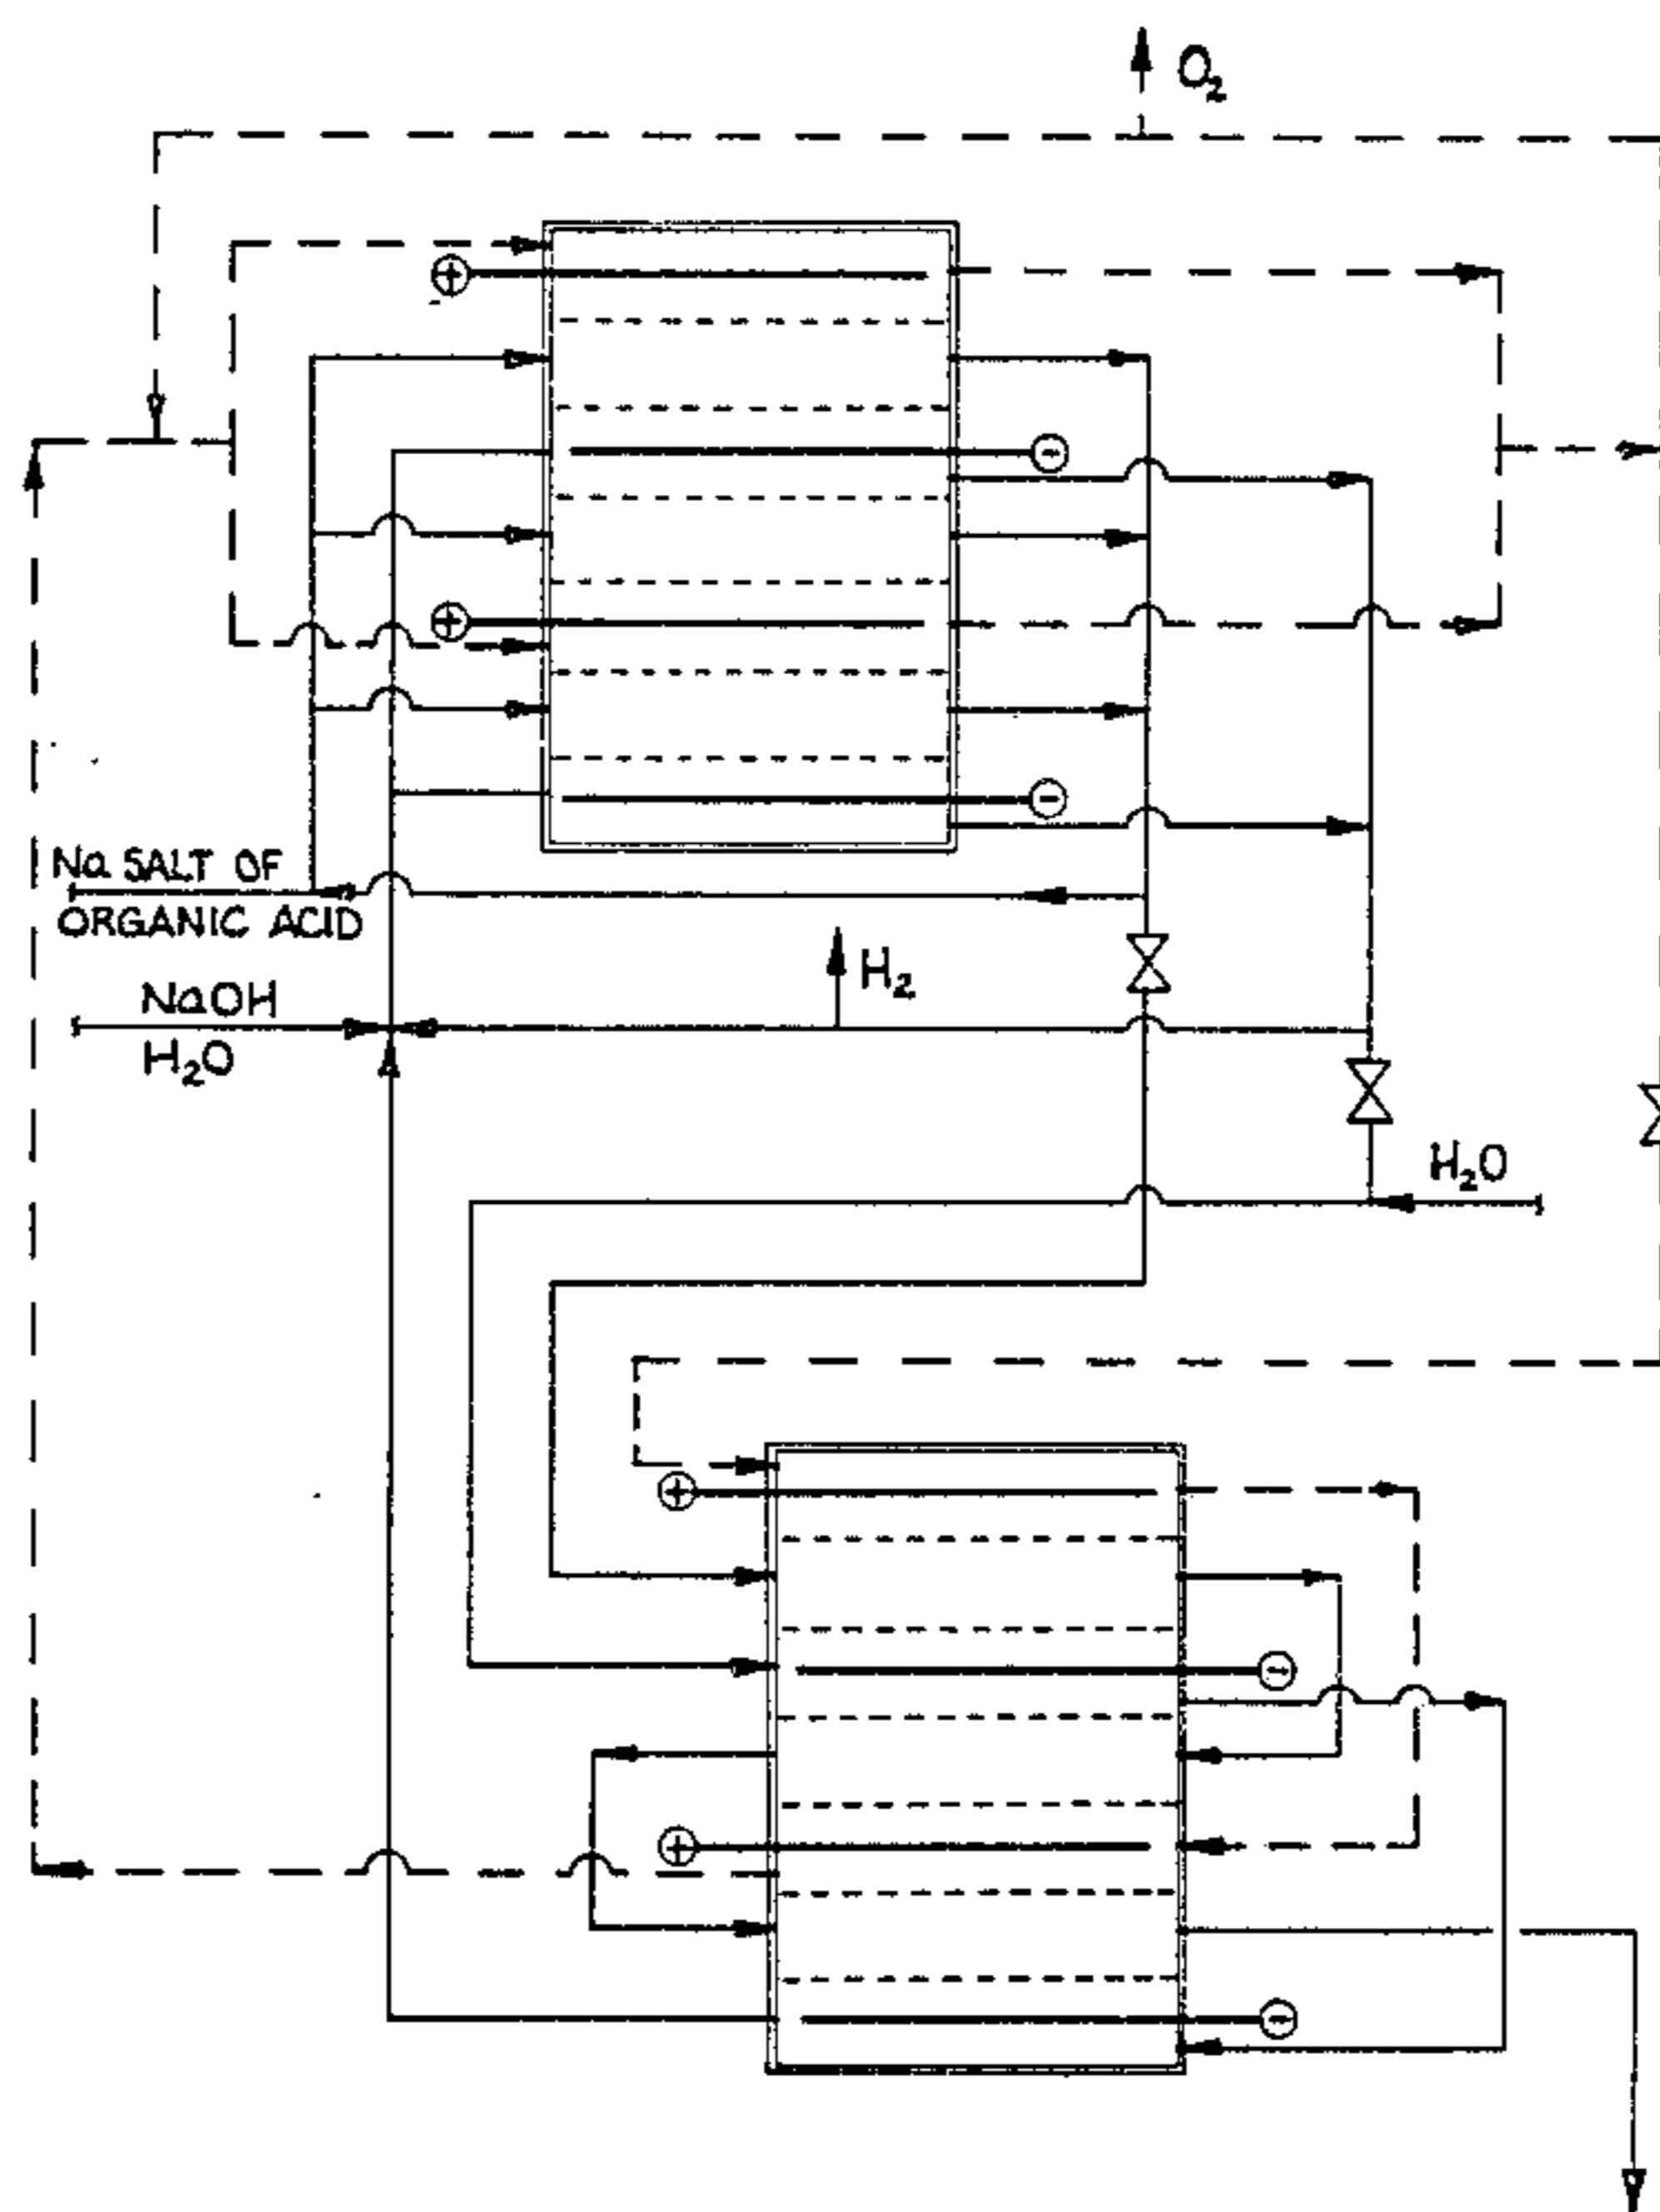 O₂
+
-
+
-
Na SALT OF
ORGANIC ACID
H₂
NaOH
H₂O
H₂O
+
-
+
-